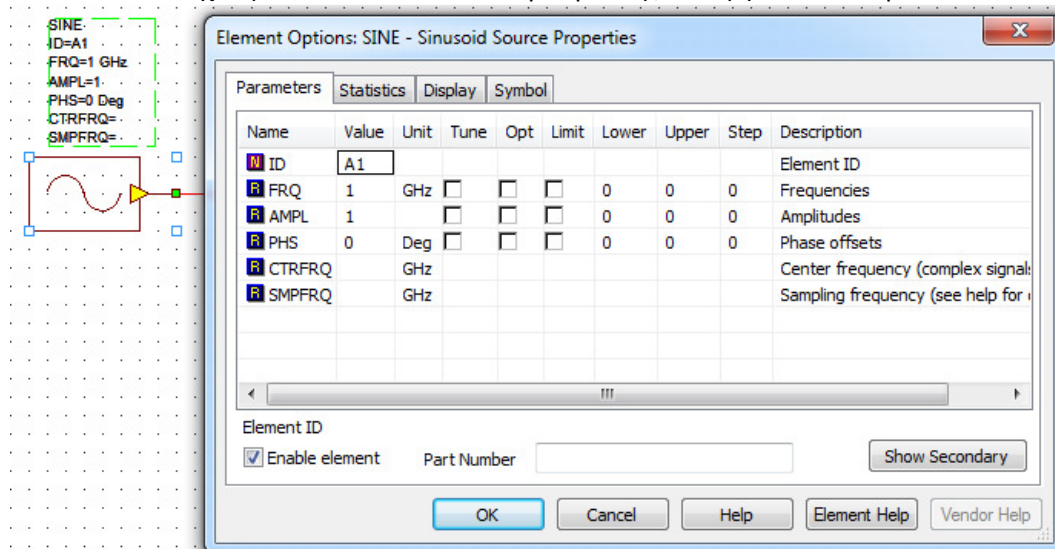 SINE
ID=A1
FRQ=1 GHz
AMPL=1
PHS=0 Deg
CTRFRQ=
SMPFRQ=
Element Options: SINE - Sinusoid Source Properties
Parameters Statistics Display Symbol
Name Value Unit Tune Opt Limit Lower Upper Step Description
N ID A1 Element ID
R FRQ 1 GHz 0 0 0 Frequencies
R AMPL 1 0 0 0 Amplitudes
R PHS 0 Deg 0 0 0 Phase offsets
R CTRFRQ GHz Center frequency (complex signals
R SMPFRQ GHz Sampling frequency (see help for
Element ID
Enable element Part Number Show Secondary
OK Cancel Help Element Help Vendor Help